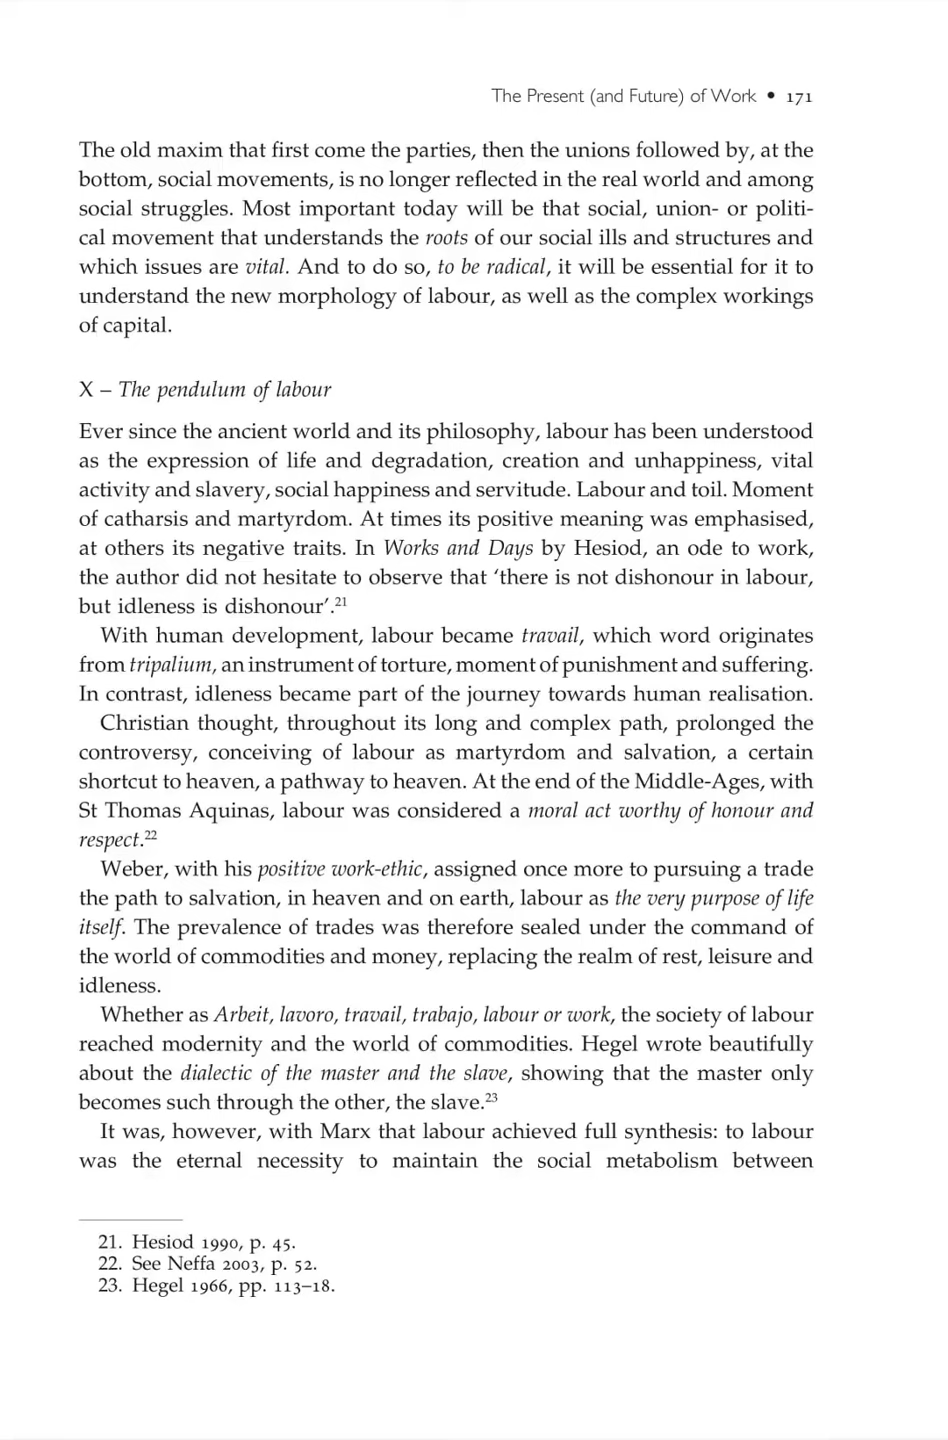 The Present (and Future) of Work • 171
The old maxim that first come the parties, then the unions followed by, at the
bottom, social movements, is no longer reflected in the real world and among
social struggles. Most important today will be that social, union- or politi-
cal movement that understands the roots of our social ills and structures and
which issues are vital. And to do so, to be radical, it will be essential for it to
understand the new morphology of labour, as well as the complex workings
of capital.
X – The pendulum of labour
Ever since the ancient world and its philosophy, labour has been understood
as the expression of life and degradation, creation and unhappiness, vital
activity and slavery, social happiness and servitude. Labour and toil. Moment
of catharsis and martyrdom. At times its positive meaning was emphasised,
at others its negative traits. In Works and Days by Hesiod, an ode to work,
the author did not hesitate to observe that ‘there is not dishonour in labour,
but idleness is dishonour’.21
With human development, labour became travail, which word originates
from tripalium, an instrument of torture, moment of punishment and suffering.
In contrast, idleness became part of the journey towards human realisation.
Christian thought, throughout its long and complex path, prolonged the
controversy, conceiving of labour as martyrdom and salvation, a certain
shortcut to heaven, a pathway to heaven. At the end of the Middle-Ages, with
St Thomas Aquinas, labour was considered a moral act worthy of honour and
respect.22
Weber, with his positive work-ethic, assigned once more to pursuing a trade
the path to salvation, in heaven and on earth, labour as the very purpose of life
itself. The prevalence of trades was therefore sealed under the command of
the world of commodities and money, replacing the realm of rest, leisure and
idleness.
Whether as Arbeit, lavoro, travail, trabajo, labour or work, the society of labour
reached modernity and the world of commodities. Hegel wrote beautifully
about the dialectic of the master and the slave, showing that the master only
becomes such through the other, the slave.23
It was, however, with Marx that labour achieved full synthesis: to labour
was the eternal necessity to maintain the social metabolism between
21. Hesiod 1990, p. 45.
22. See Neffa 2003, p. 52.
23. Hegel 1966, pp. 113–18.